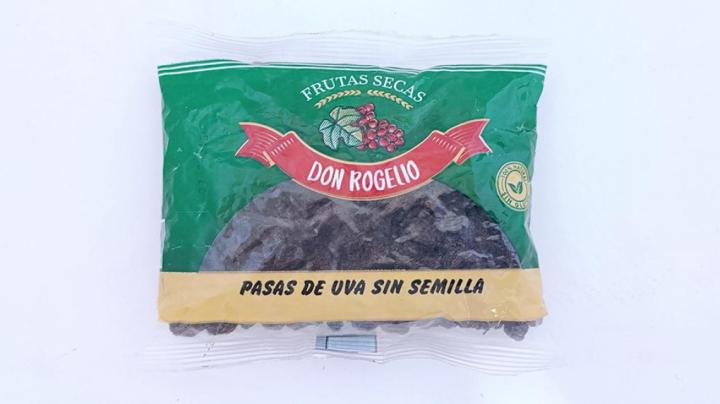 FRUTAS SECAS
DON ROGELIO
PASAS DE UVA SIN SEMILLA